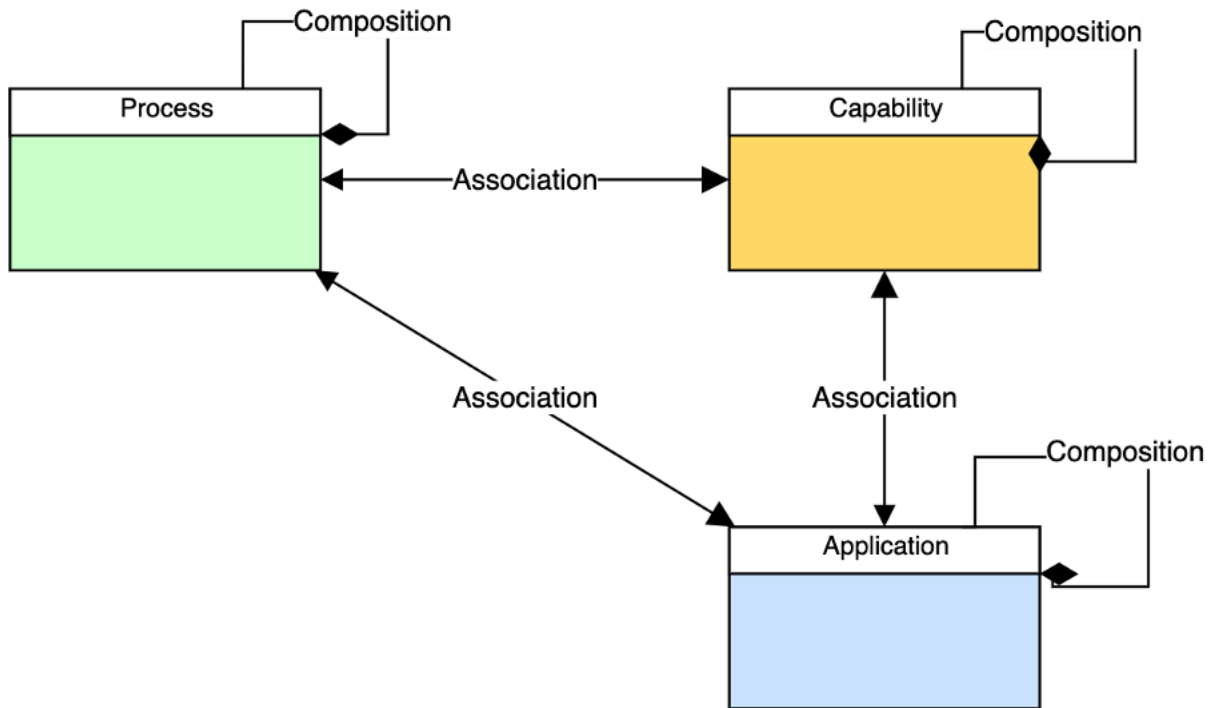 Composition
Composition
Process
Capability
Association
Association
Association
Composition
Application